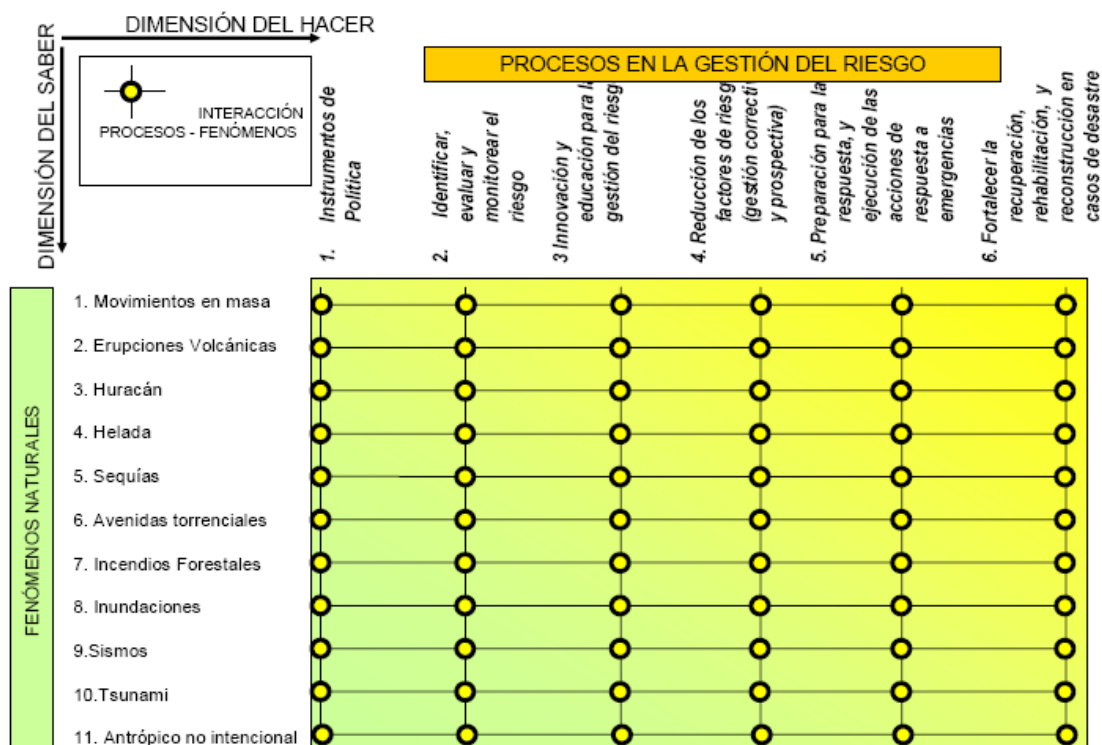 DIMENSIÓN DEL HACER
DIMENSIÓN DEL SABER
INTERACCIÓN
PROCESOS - FENÓMENOS
PROCESOS EN LA GESTIÓN DEL RIESGO
1. Instrumentos de
Política
2. Identificar,
evaluar y
monitorear el
riesgo
3 Innovación y
educación para la
gestión del riesgo
4. Reducción de los
factores de riesg
(gestión correcti
y prospectiva)
5. Preparación para la
respuesta, y
ejecución de las
acciones de
respuesta a
emergencias
6. Fortalecer la
recuperación,
rehabilitación, y
reconstrucción en
casos de desastre
FENÓMENOS NATURALES
1. Movimientos en masa
2. Erupciones Volcánicas
3. Huracán
4. Helada
5. Sequías
6. Avenidas torrenciales
7. Incendios Forestales
8. Inundaciones
9.Sismos
10.Tsunami
11. Antrópico no intencional